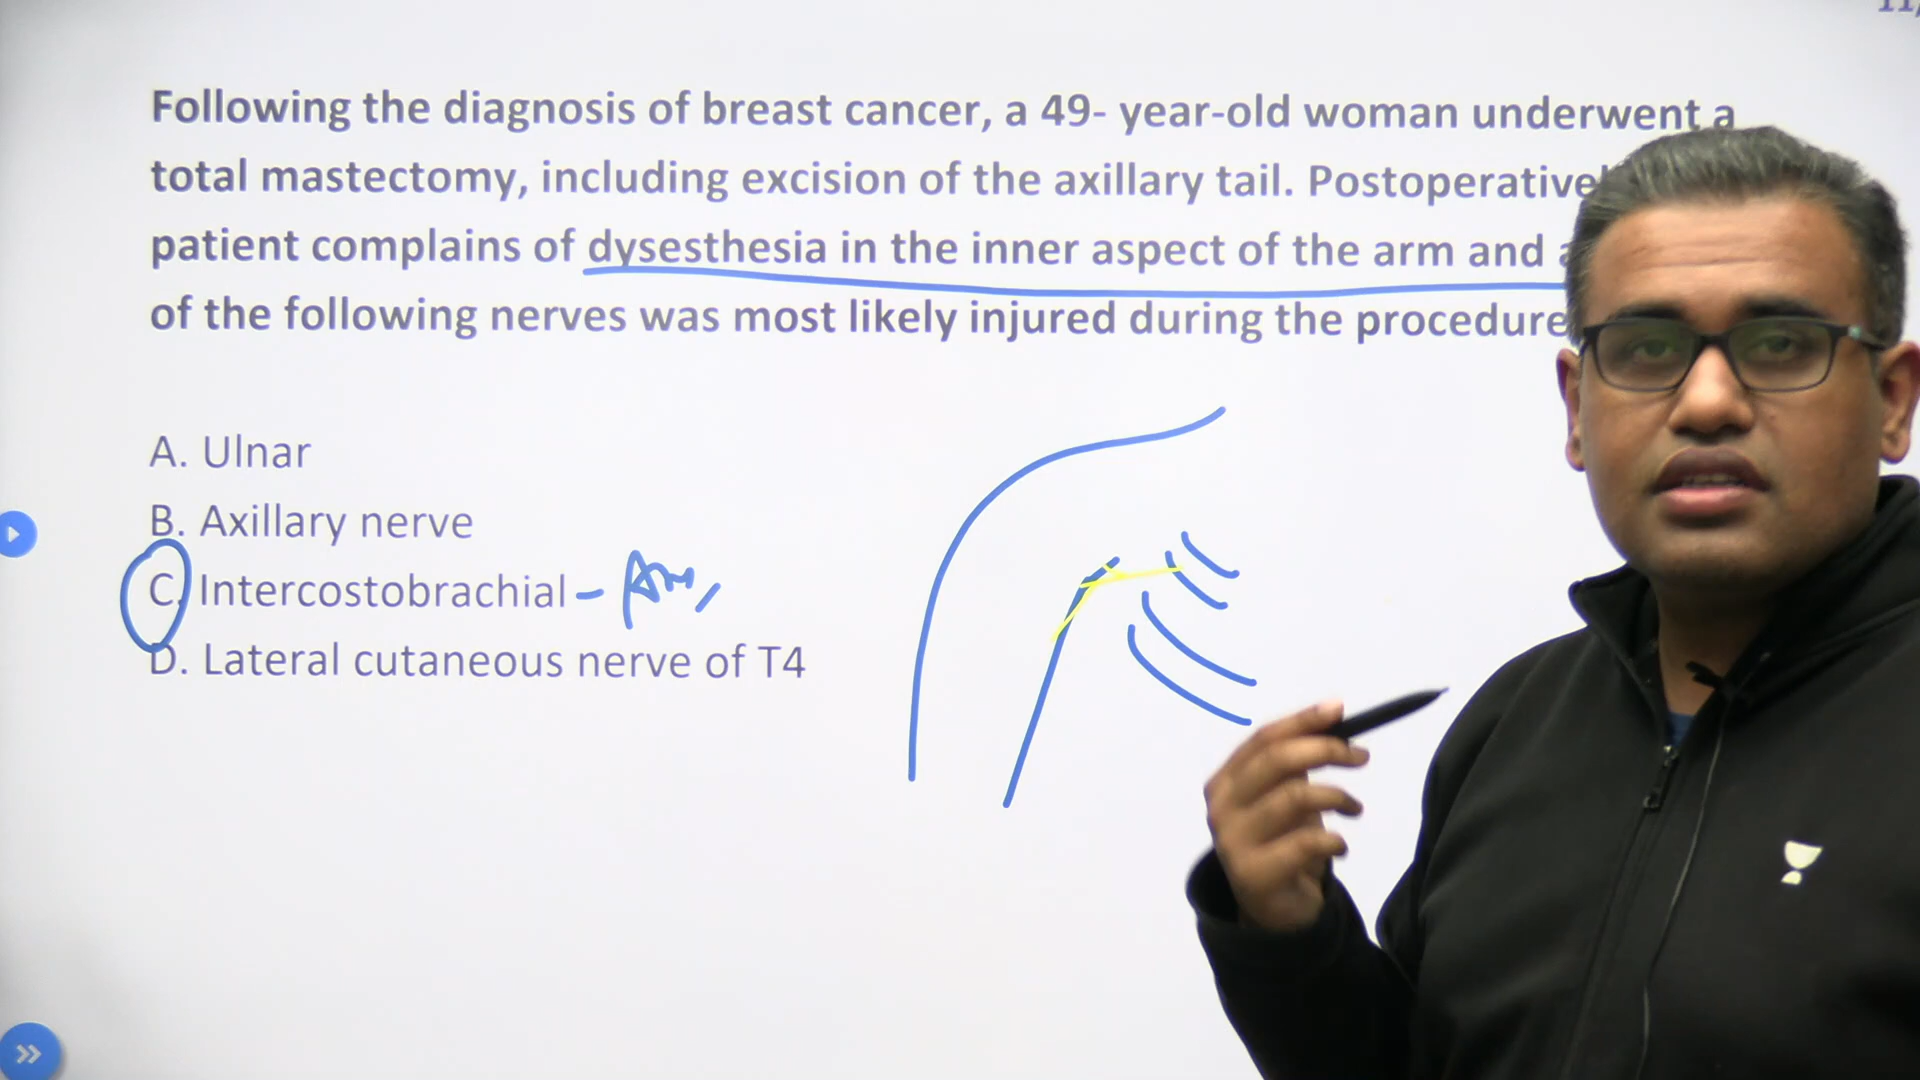 Following the diagnosis of breast cancer, a 49- year-old woman underwent a
total mastectomy, including excision of the axillary tail.
patient complains of dysesthesia in the inner aspect of the arm and
of the following nerves was most likely injured during the procedure
A. Ulnar
B. Axillary nerve
C. Intercostobrachial - Arm,
D. Lateral cutaneous nerve of T4